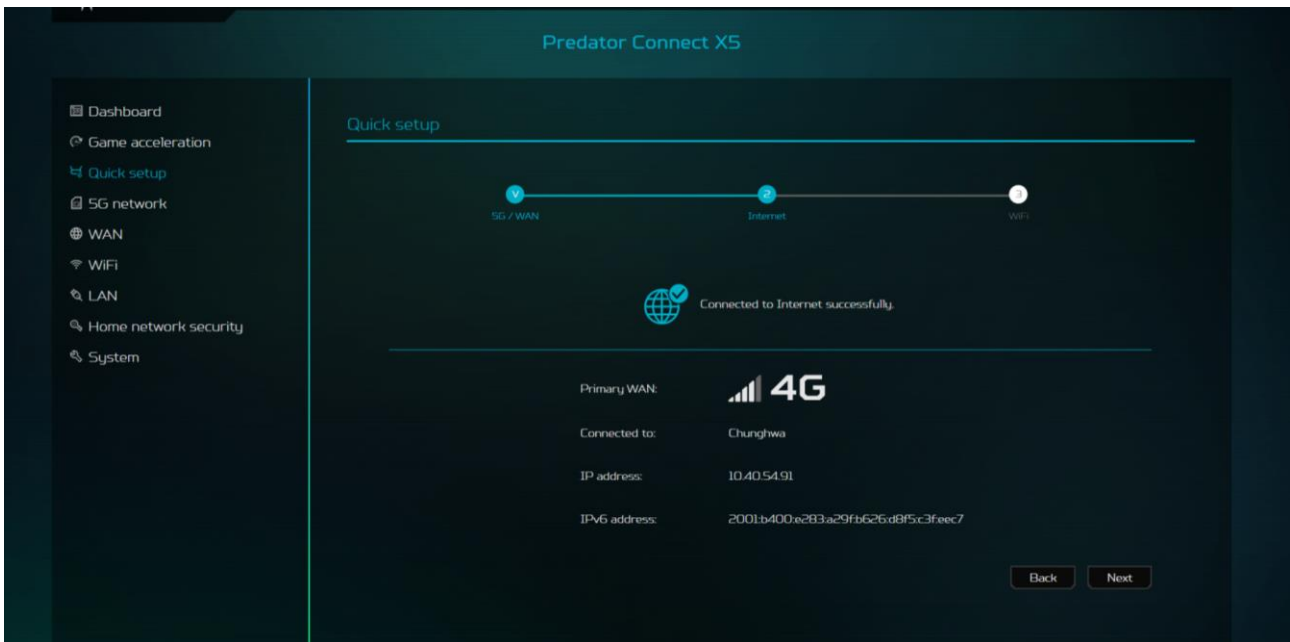 Predator Connect X5
Dashboard
Game acceleration
Quick setup
5G network
WAN
WiFi
LAN
Home network security
System
Quick setup
V
2
3
5G / WAN
Internet
WiFi
Connected to Internet successfully.
Primary WAN:
4G
Connected to:
Chunghwa
IP address:
10.40.54.91
IPv6 address:
2001:b400:e283:a29f:b626:d8f5:c3f:eec7
Back
Next